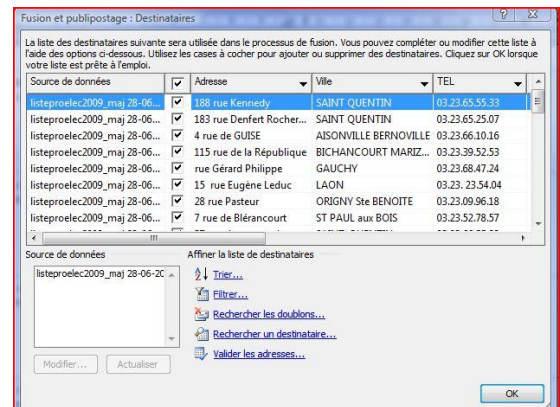 Fusion et publipostage : Destinataires
La liste des destinataires suivante sera utilisée dans le processus de fusion. Vous pouvez compléter ou modifier cette liste à
l'aide des options ci-dessous. Utilisez les cases à cocher pour ajouter ou supprimer des destinataires. Cliquez sur OK lorsque
votre liste est prête à l'emploi.
Source de données Adresse Ville TEL
listeproelec2009_maj 28-06... 188 rue Kennedy SAINT QUENTIN 03.23.65.55.33
listeproelec2009_maj 28-06... 183 rue Denfert Rocher... SAINT QUENTIN 03.23.65.25.07
listeproelec2009_maj 28-06... 4 rue de GUISE AISONVILLE BERNOVILLE 03.23.66.10.16
listeproelec2009_maj 28-06... 115 rue de la République BICHANCOURT MARIZ... 03.23.39.52.53
listeproelec2009_maj 28-06... rue Gérard Philippe GAUCHY 03.23.68.47.24
listeproelec2009_maj 28-06... 15 rue Eugène Leduc LAON 03.23. 23.54.04
listeproelec2009_maj 28-06... 28 rue Pasteur ORIGNY Ste BENOITE 03.23.09.96.18
listeproelec2009_maj 28-06... 7 rue de Blérancourt ST PAUL aux BOIS 03.23.52.78.57
Source de données Affiner la liste de destinataires
listeproelec2009_maj 28-06-20
Trier...
Filtrer...
Rechercher les doublons...
Rechercher un destinataire...
Valider les adresses...
Modifier... Actualiser
OK